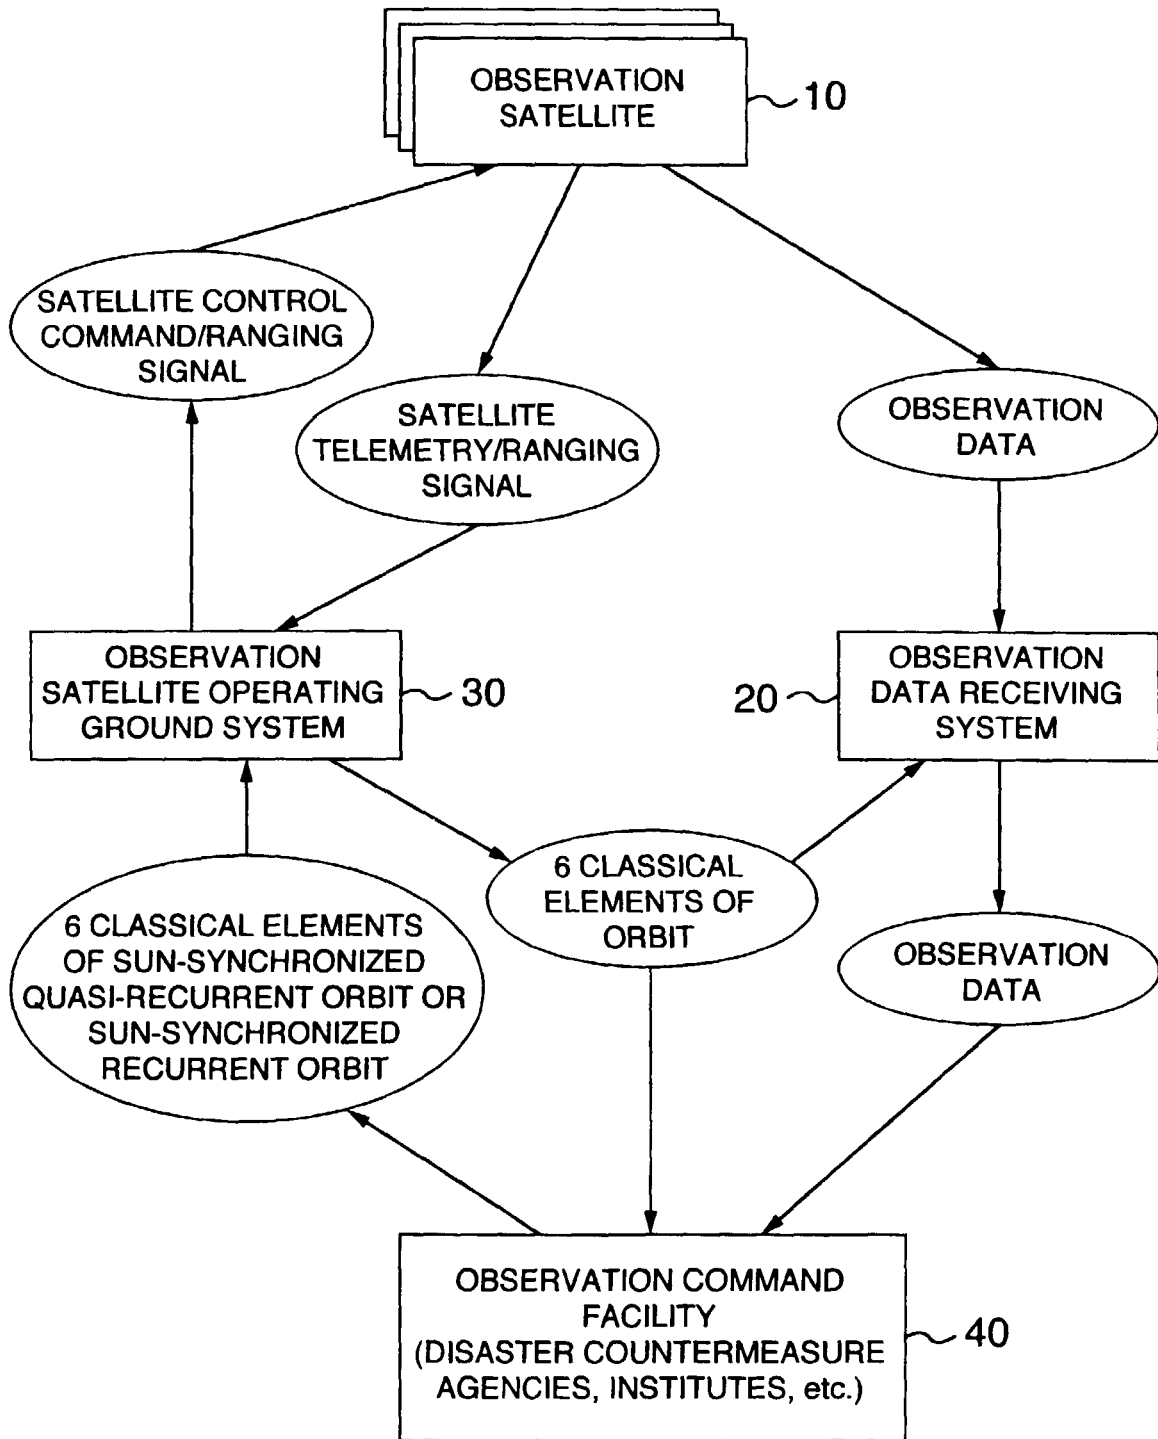 OBSERVATION
SATELLITE
10
SATELLITE CONTROL
COMMAND/RANGING
SIGNAL
SATELLITE
TELEMETRY/RANGING
SIGNAL
OBSERVATION
DATA
OBSERVATION
SATELLITE OPERATING
GROUND SYSTEM
30
20
OBSERVATION
DATA RECEIVING
SYSTEM
6 CLASSICAL ELEMENTS
OF SUN-SYNCHRONIZED
QUASI-RECURRENT ORBIT OR
SUN-SYNCHRONIZED
RECURRENT ORBIT
6 CLASSICAL
ELEMENTS OF
ORBIT
OBSERVATION
DATA
OBSERVATION COMMAND
FACILITY
(DISASTER COUNTERMEASURE
AGENCIES, INSTITUTES, etc.)
40